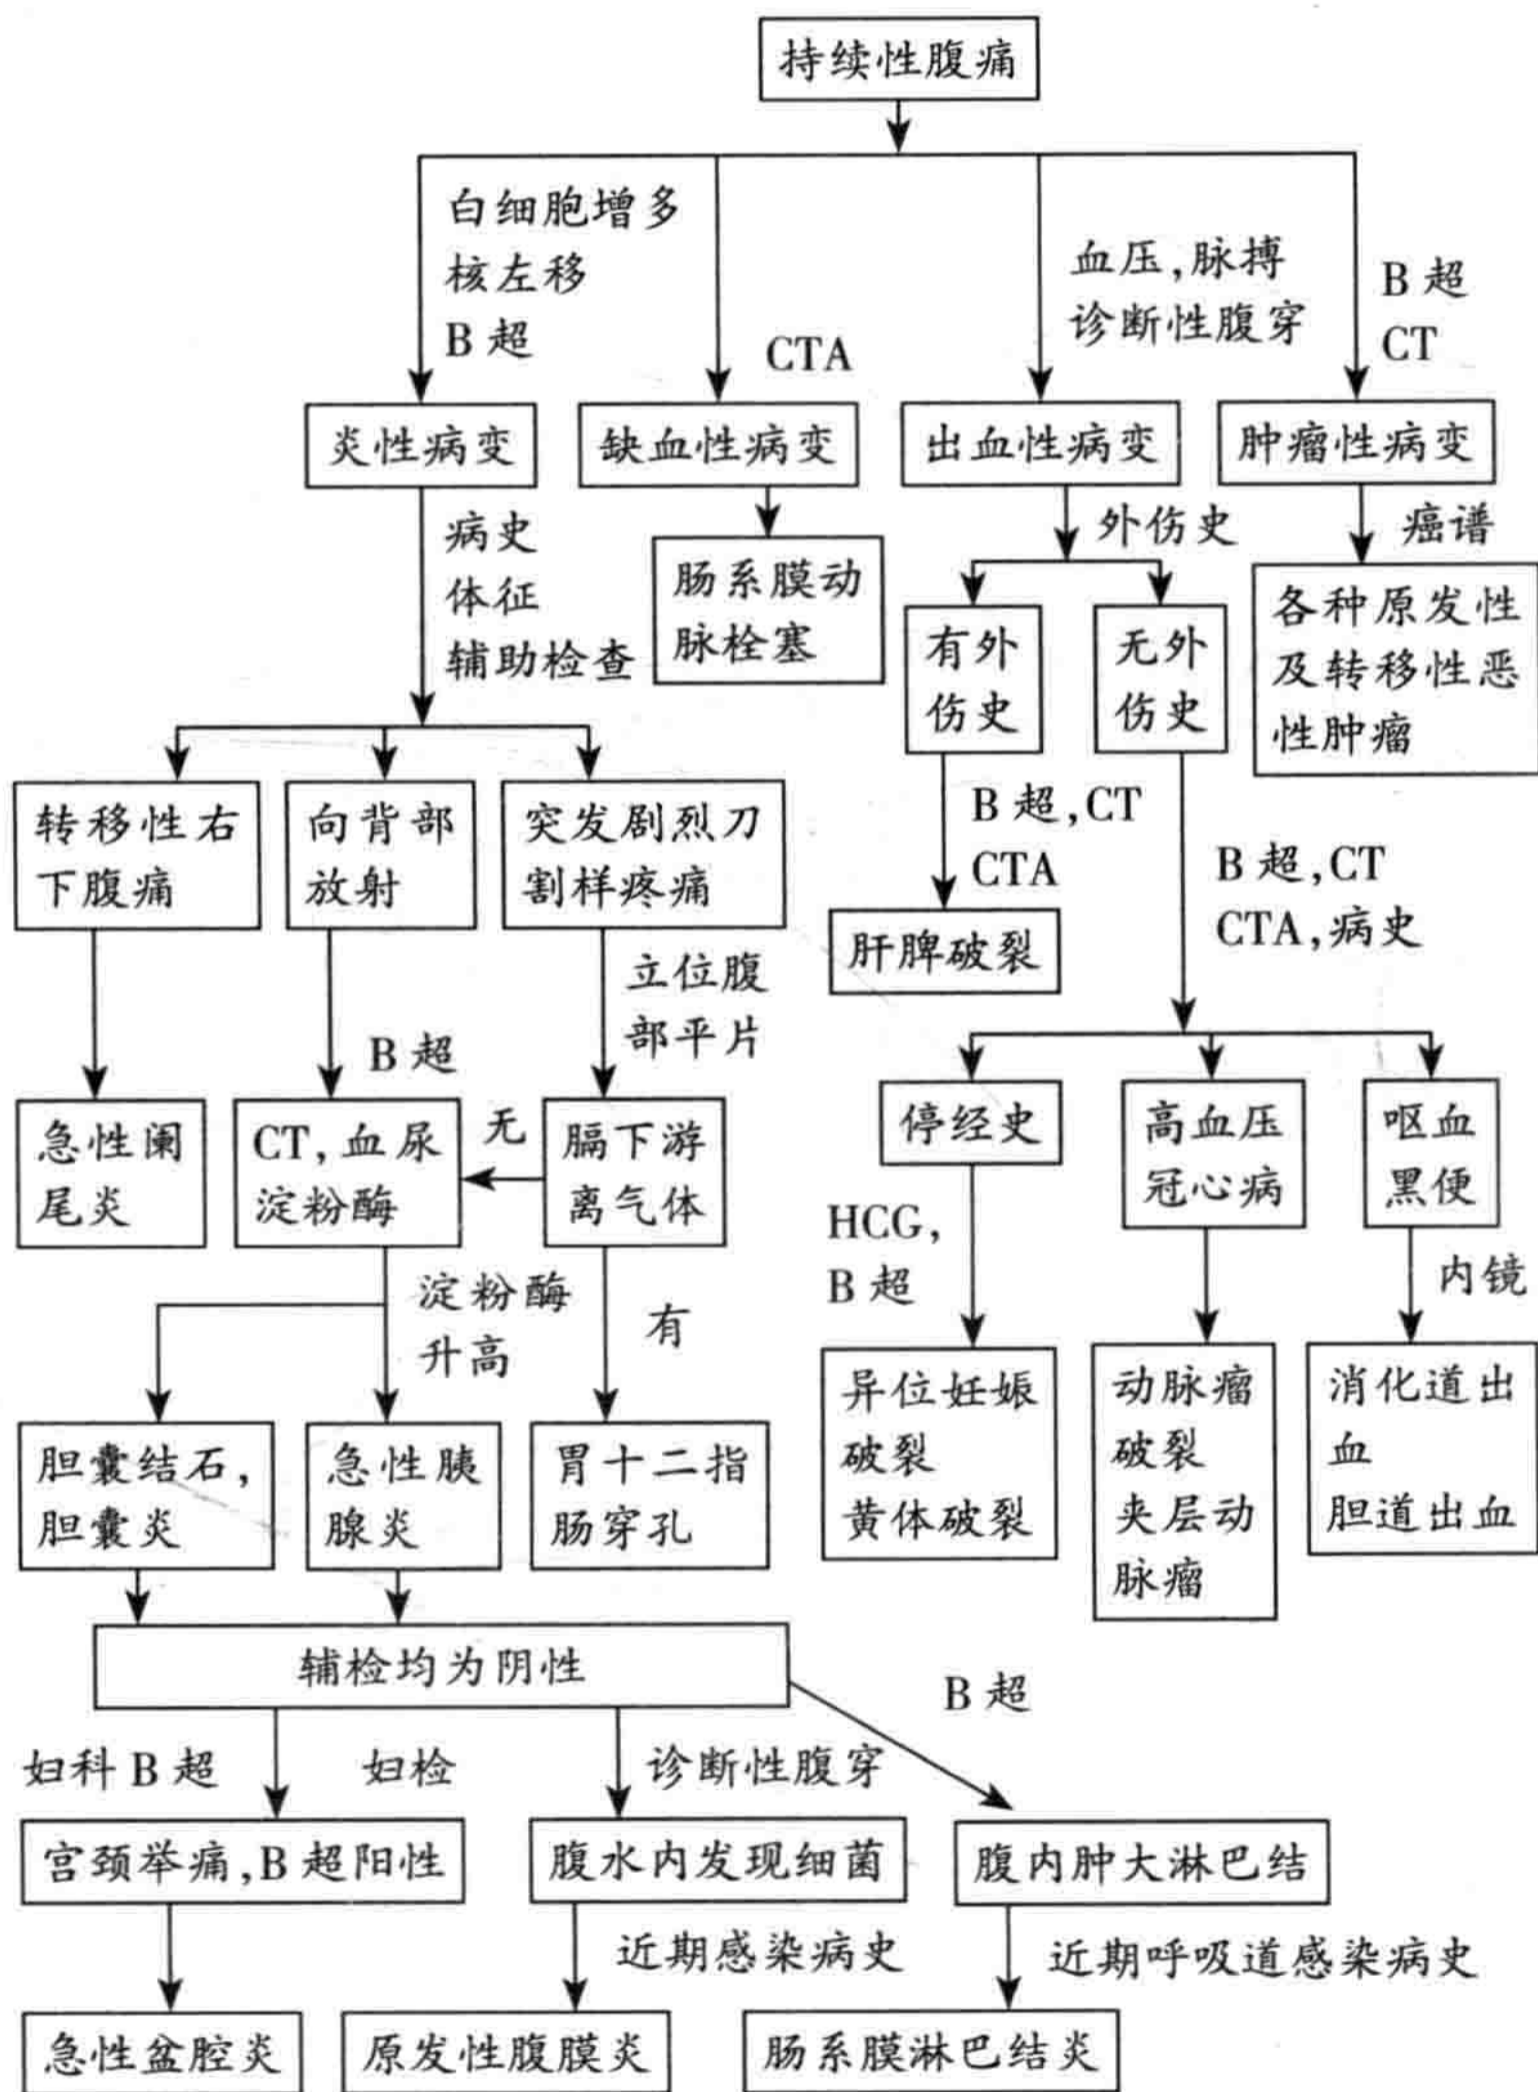 持续性腹痛
白细胞增多
核左移
B 超
CTA
血压,脉搏
诊断性腹穿
B 超
CT
炎性病变
缺血性病变
出血性病变
肿瘤性病变
病史
体征
辅助检查
肠系膜动
脉栓塞
外伤史
癌谱
有外
伤史
无外
伤史
各种原发性
及转移性恶
性肿瘤
转移性右
下腹痛
向背部
放射
突发剧烈刀
割样疼痛
B 超,CT
CTA
B 超,CT
CTA,病史
肝脾破裂
立位腹
部平片
B 超
急性阑
尾炎
CT,血尿
淀粉酶
无
膈下游
离气体
停经史
高血压
冠心病
呕血
黑便
淀粉酶
升高
有
HCG,
B 超
内镜
胆囊结石,
胆囊炎
急性胰
腺炎
胃十二指
肠穿孔
异位妊娠
破裂
黄体破裂
动脉瘤
破裂
夹层动
脉瘤
消化道出
血
胆道出血
辅检均为阴性
妇科 B 超
妇检
诊断性腹穿
B 超
宫颈举痛,B 超阳性
腹水内发现细菌
腹内肿大淋巴结
近期感染病史
近期呼吸道感染病史
急性盆腔炎
原发性腹膜炎
肠系膜淋巴结炎